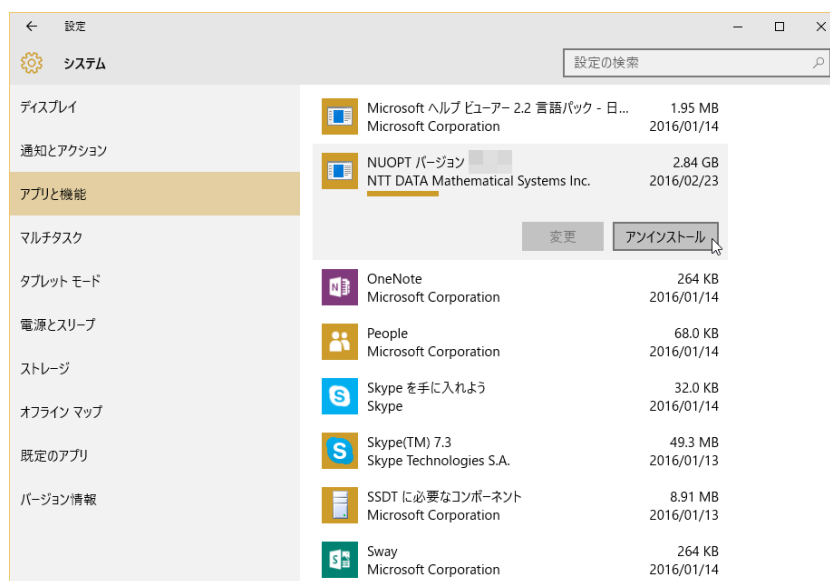 設定
システム
設定の検索
ディスプレイ
通知とアクション
アプリと機能
マルチタスク
タブレット モード
電源とスリープ
ストレージ
オフライン マップ
既定のアプリ
バージョン情報
Microsoft ヘルプ ビューアー 2.2 言語パック - 日... 1.95 MB
Microsoft Corporation 2016/01/14
NUOPT バージョン 2.84 GB
NTT DATA Mathematical Systems Inc. 2016/02/23
変更 アンインストール
OneNote 264 KB
Microsoft Corporation 2016/01/14
People 68.0 KB
Microsoft Corporation 2016/01/14
Skype を手に入れよう 32.0 KB
Skype 2016/01/14
Skype(TM) 7.3 49.3 MB
Skype Technologies S.A. 2016/01/13
SSDT に必要なコンポーネント 8.91 MB
Microsoft Corporation 2016/01/13
Sway 264 KB
Microsoft Corporation 2016/01/14